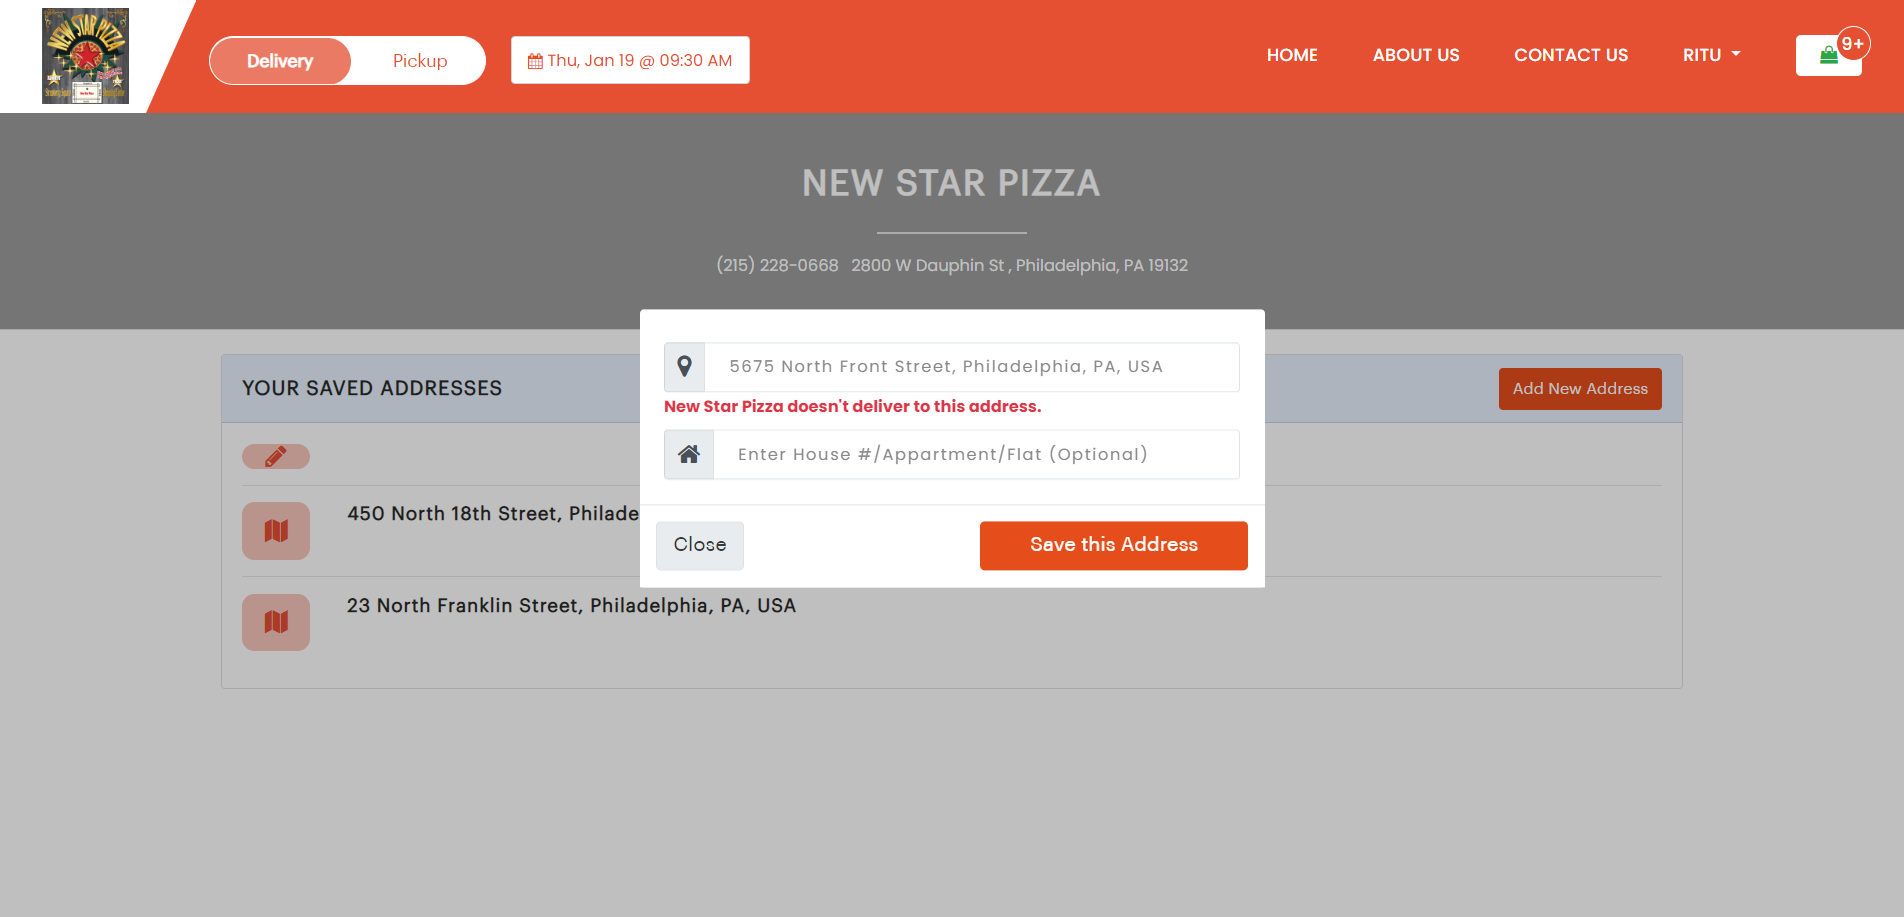 NEW STAR PIZZA
Delivery
Pickup
Thu, Jan 19 @ 09:30 AM
HOME
ABOUT US
CONTACT US
RITU
9+
NEW STAR PIZZA
(215) 228-0668 2800 W Dauphin St , Philadelphia, PA 19132
YOUR SAVED ADDRESSES
Add New Address
5675 North Front Street, Philadelphia, PA, USA
New Star Pizza doesn't deliver to this address.
Enter House #/Appartment/Flat (Optional)
450 North 18th Street, Philade
Close
Save this Address
23 North Franklin Street, Philadelphia, PA, USA